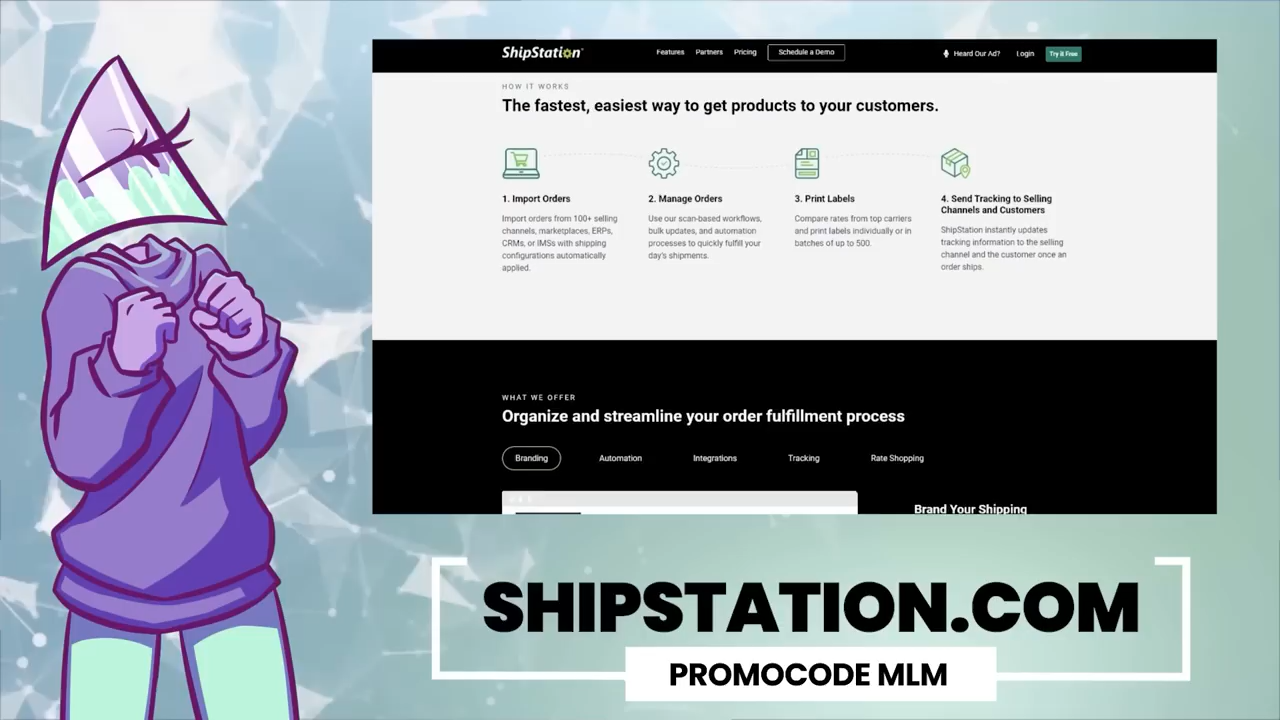 ShipStation
Features Partners Pricing Schedule a Demo Heard Our Ad? Login Try it Free
HOW IT WORKS
The fastest, easiest way to get products to your customers.
1. Import Orders
Import orders from 100+ selling
channels, marketplaces, ERPs,
CRMs, or IMSs with shipping
configurations automatically
applied.
2. Manage Orders
Use our scan-based workflows,
bulk updates, and automation
processes to quickly fulfill your
day's shipments.
3. Print Labels
Compare rates from top carriers
and print labels individually or in
batches of up to 500.
4. Send Tracking to Selling
Channels and Customers
ShipStation instantly updates
tracking information to the selling
channel and the customer once an
order ships.
WHAT WE OFFER
Organize and streamline your order fulfillment process
Branding Automation Integrations Tracking Rate Shopping
Brand Your Shipping
SHIPSTATION.COM
PROMOCODE MLM